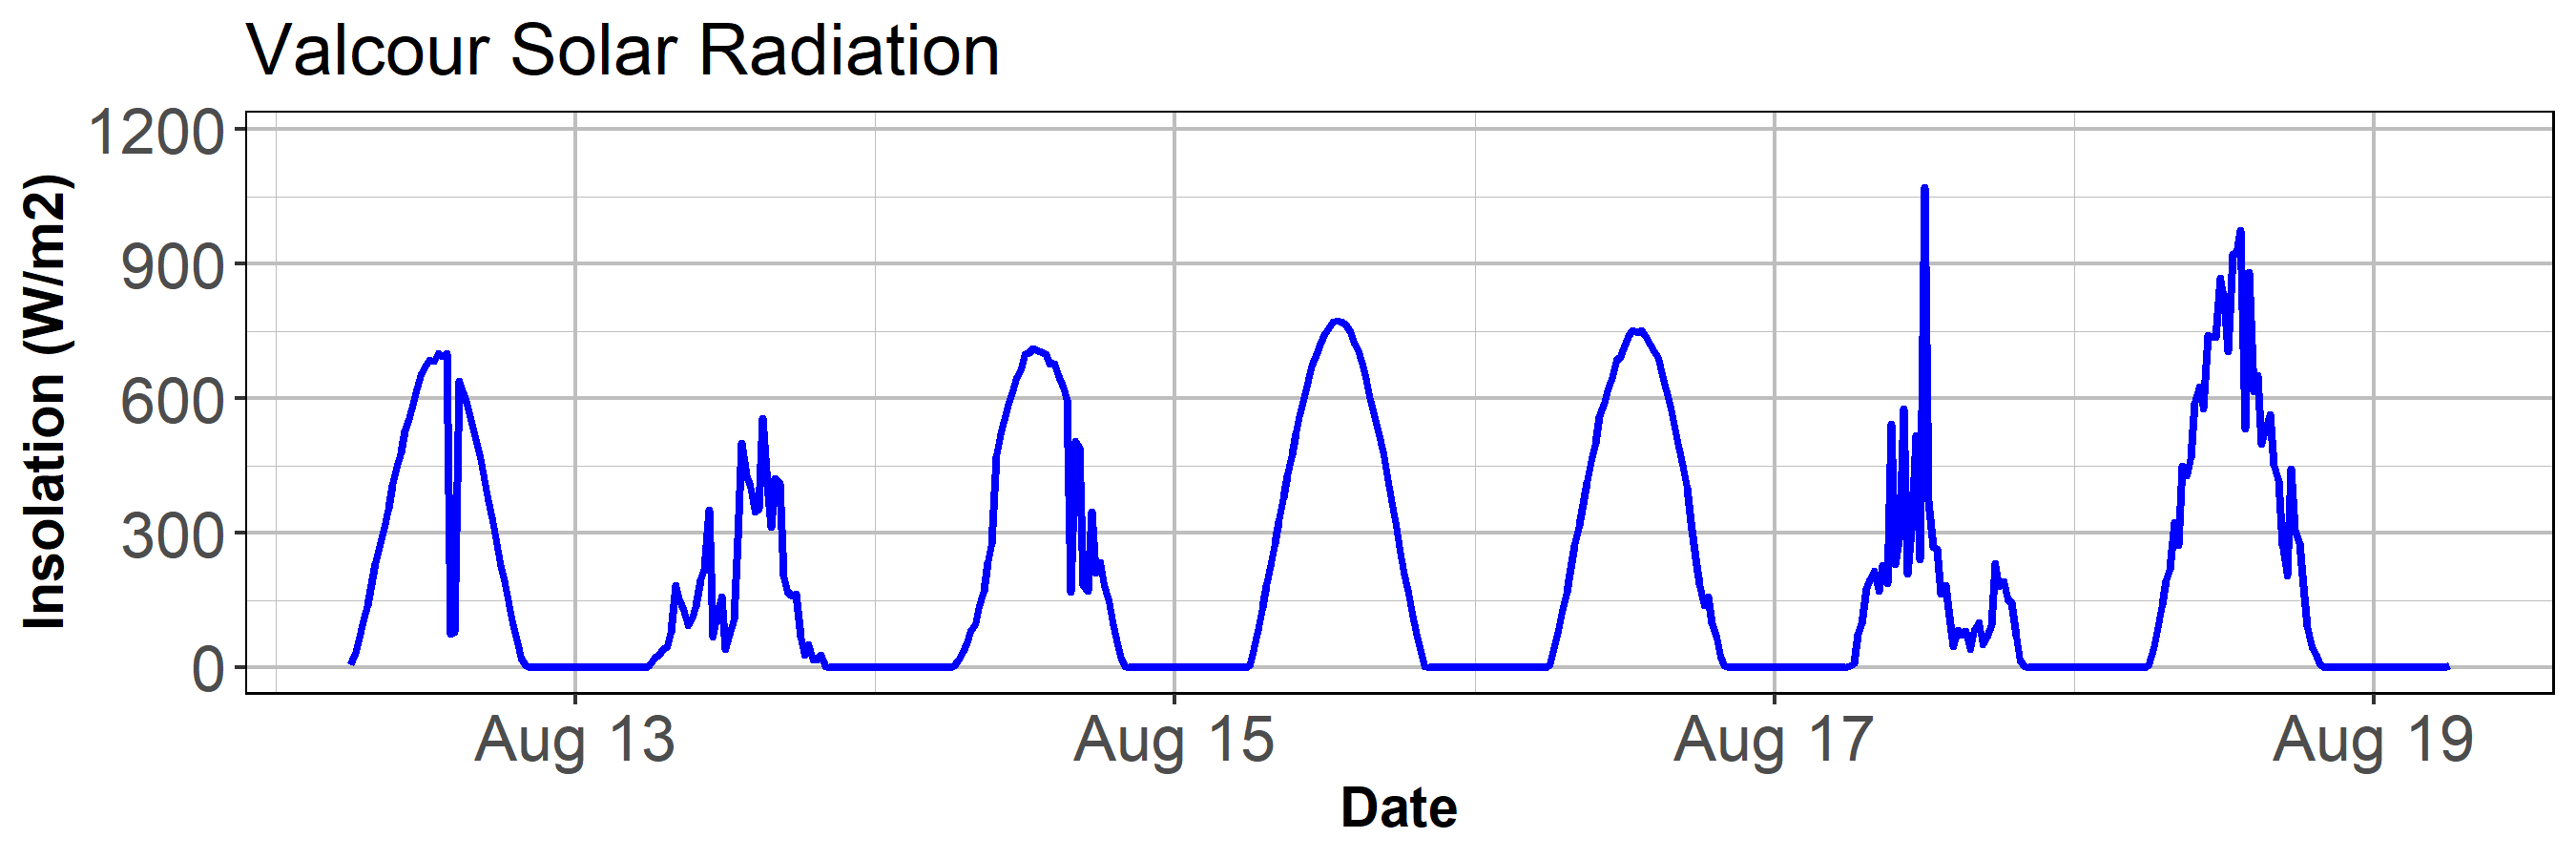 Valcour Solar Radiation
1200
900
600
300
0
Insolation (W/m2)
Aug 13 Aug 15 Aug 17 Aug 19
Date